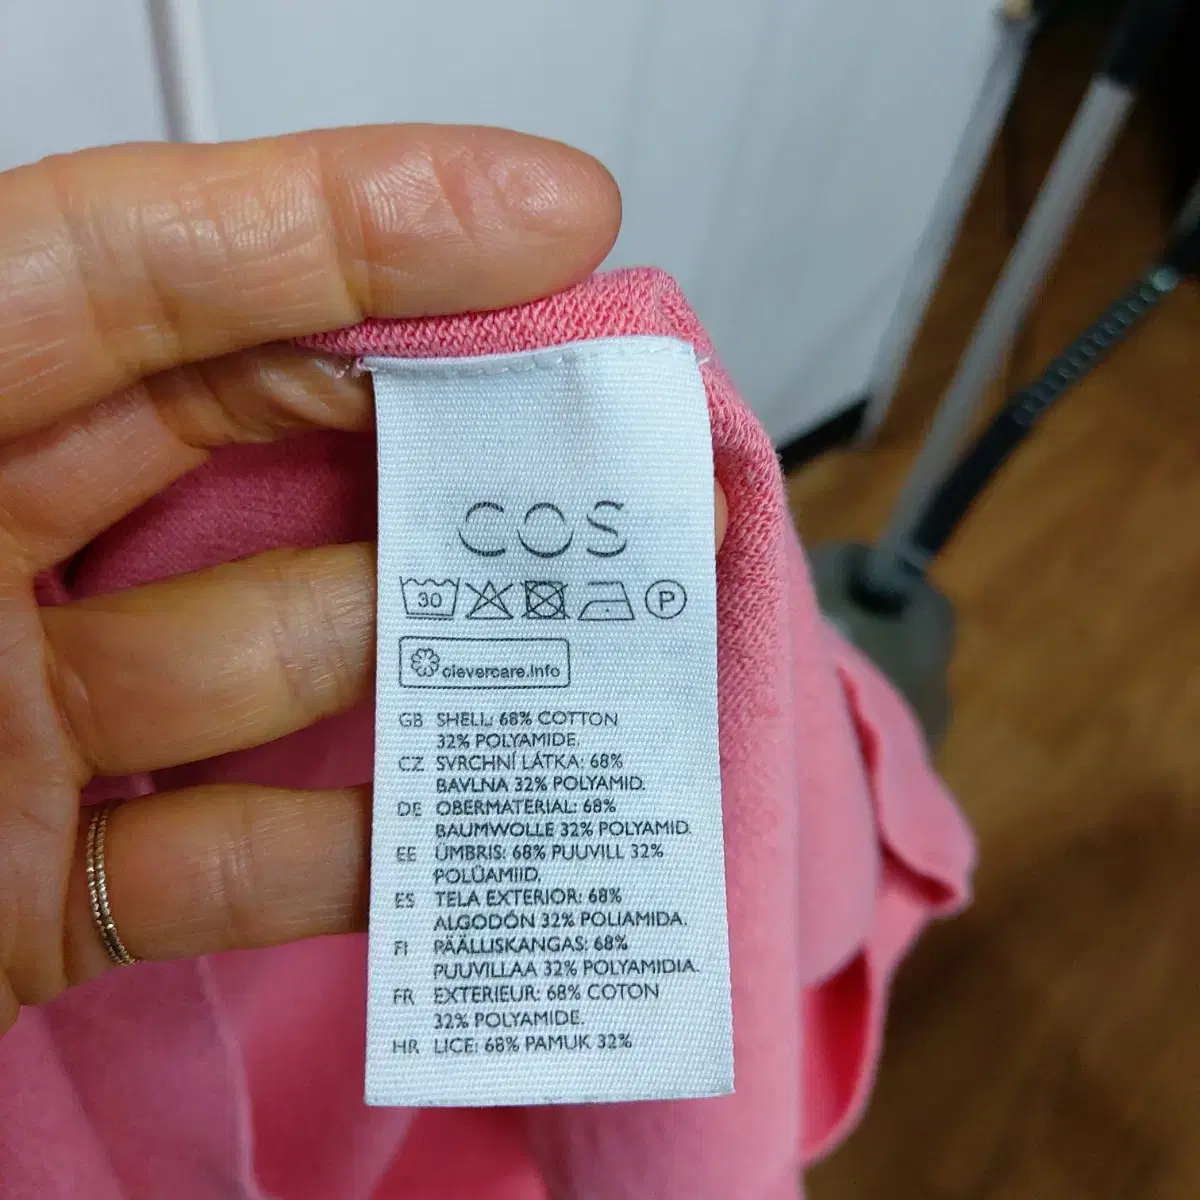 COS
30 P
clevercare.info
GB SHELL: 68% COTTON
32% POLYAMIDE.
CZ SVRCHNÍ LÁTKA: 68%
BAVLNA 32% POLYAMID.
DE OBERMATERIAL: 68%
BAUMWOLLE 32% POLYAMID.
EE ÜMBRIS: 68% PUUVILL 32%
POLÜAMIID.
ES TELA EXTERIOR: 68%
ALGODÓN 32% POLIAMIDA.
FI PÄÄLLISKANGAS: 68%
PUUVILLAA 32% POLYAMIDIA.
FR EXTERIEUR: 68% COTON
32% POLYAMIDE.
HR LICE: 68% PAMUK 32%